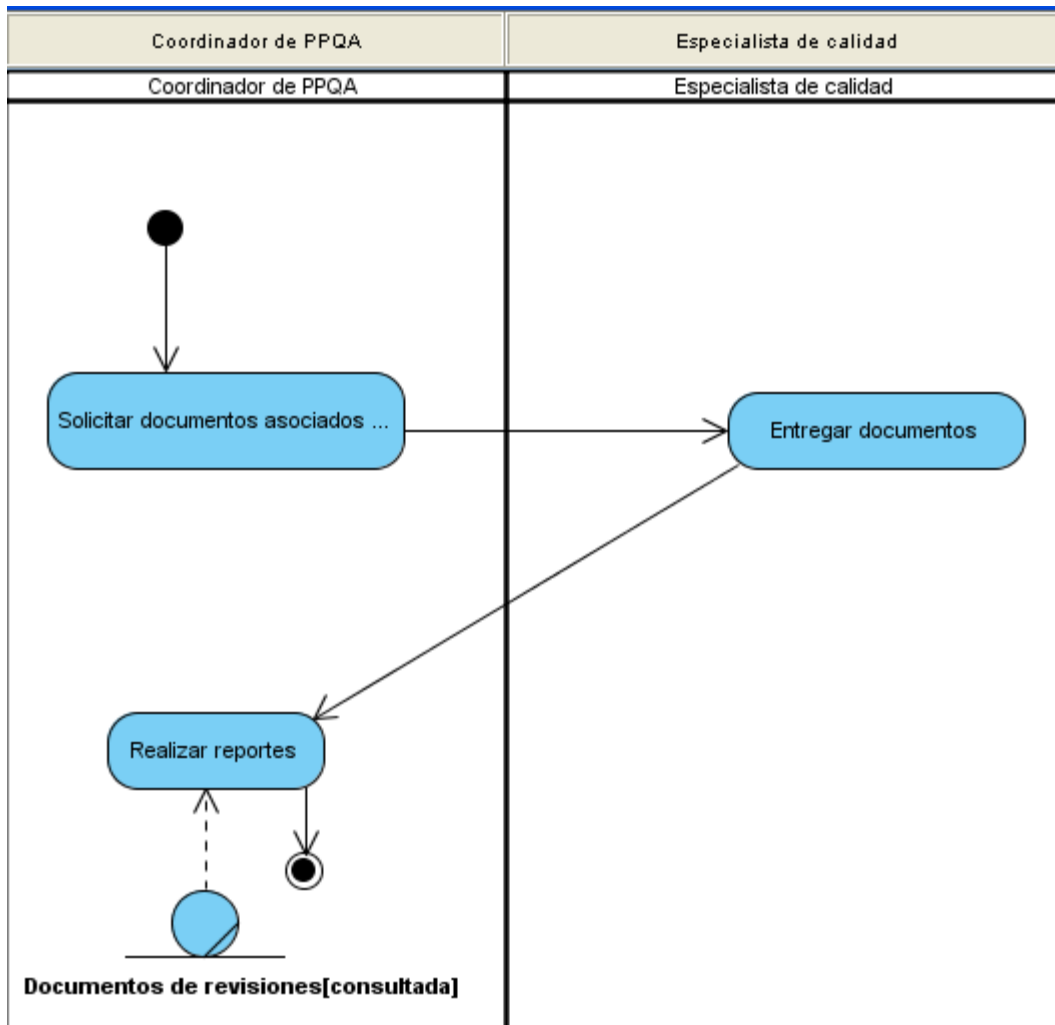 Coordinador de PPQA
Especialista de calidad
Coordinador de PPQA
Especialista de calidad
Solicitar documentos asociados ...
Entregar documentos
Realizar reportes
Documentos de revisiones[consultada]